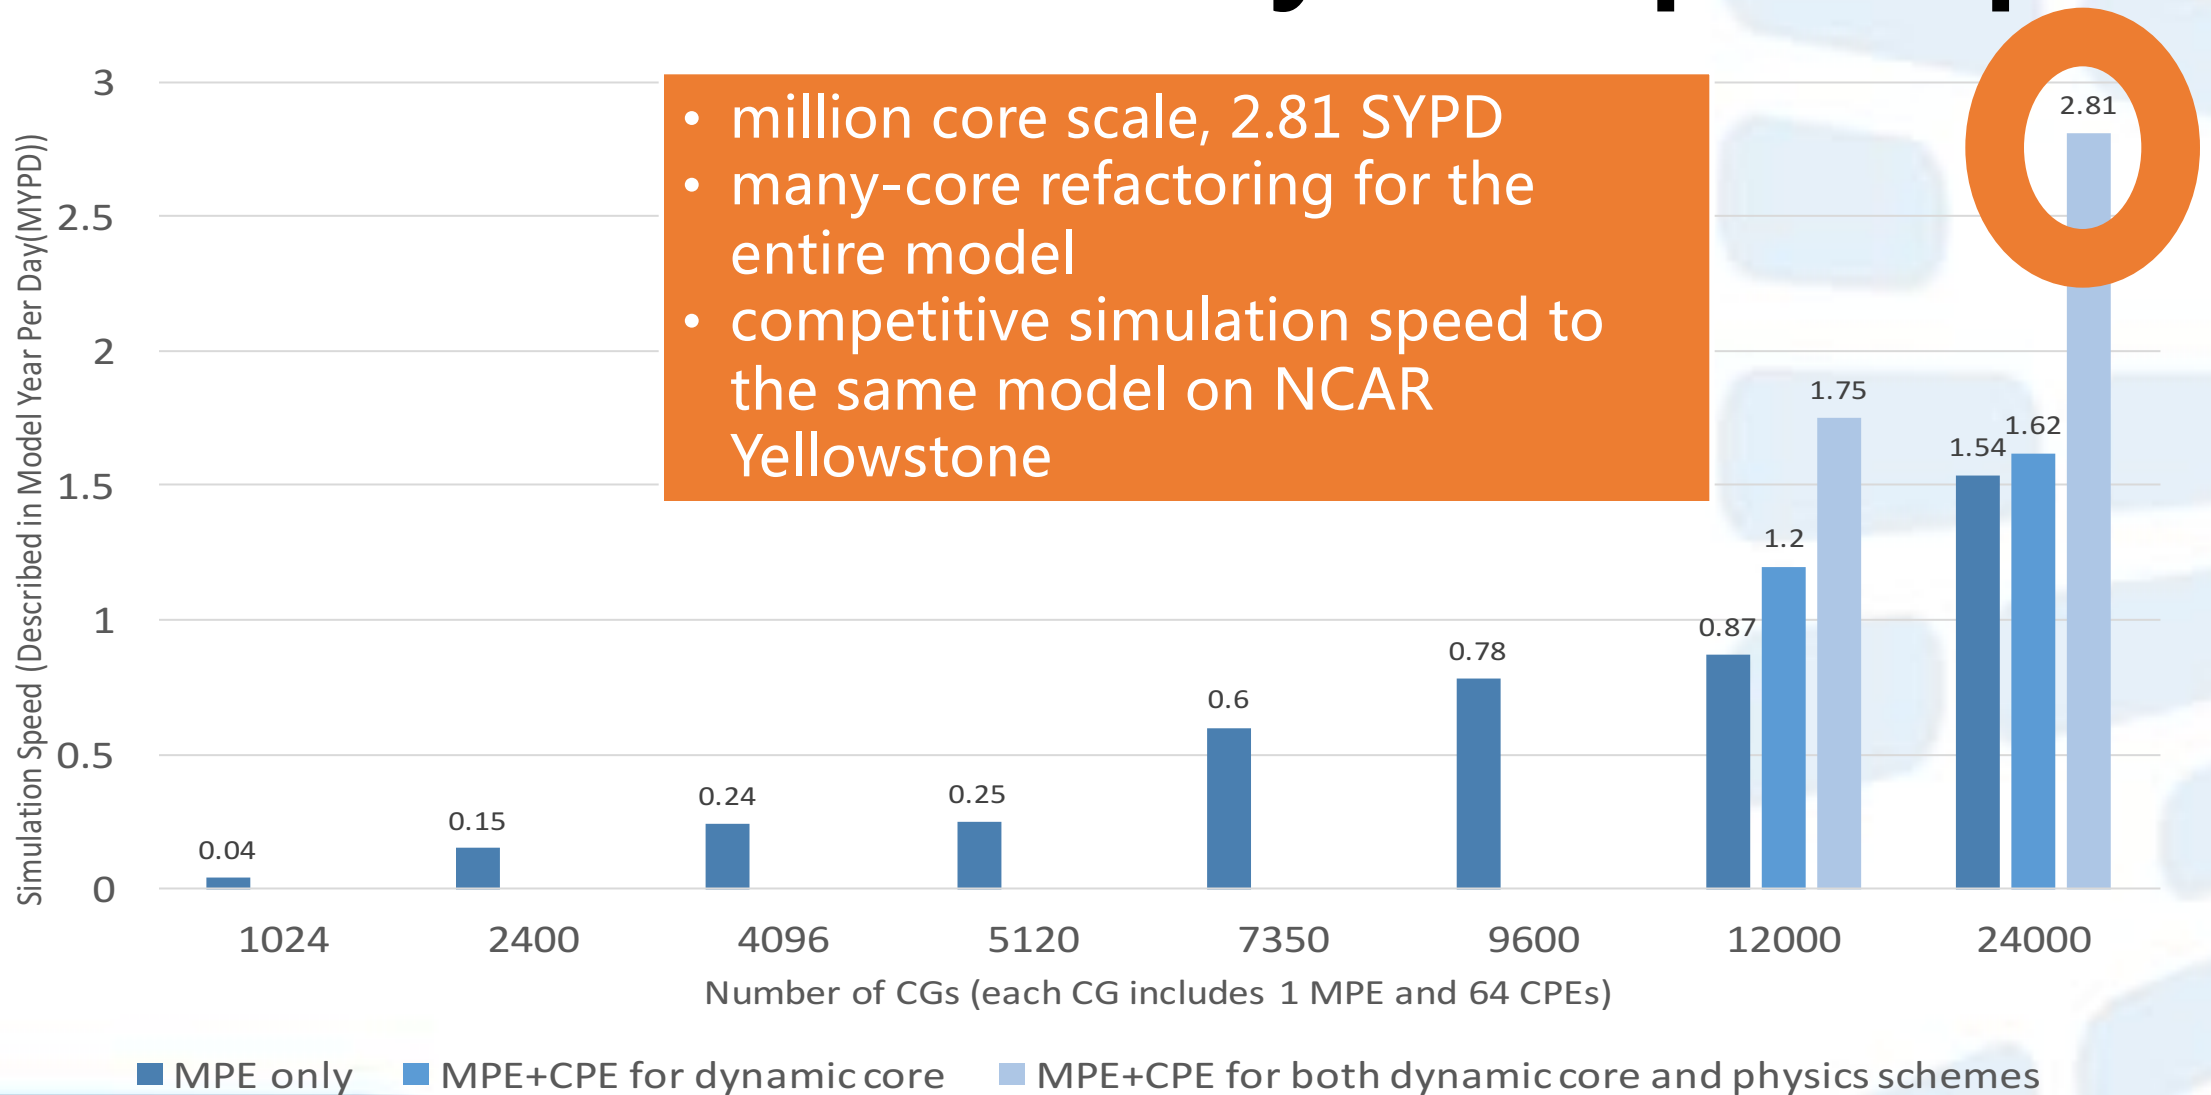 3
2.5
2
1.5
1
0.5
0
Simulation Speed (Described in Model Year Per Day(MYPD))
• million core scale, 2.81 SYPD
• many-core refactoring for the
entire model
• competitive simulation speed to
the same model on NCAR
Yellowstone
0.04
0.15
0.24
0.25
0.6
0.78
0.87
1.2
1.75
1.54
1.62
2.81
1024 2400 4096 5120 7350 9600 12000 24000
Number of CGs (each CG includes 1 MPE and 64 CPEs)
MPE only MPE+CPE for dynamic core MPE+CPE for both dynamic core and physics schemes